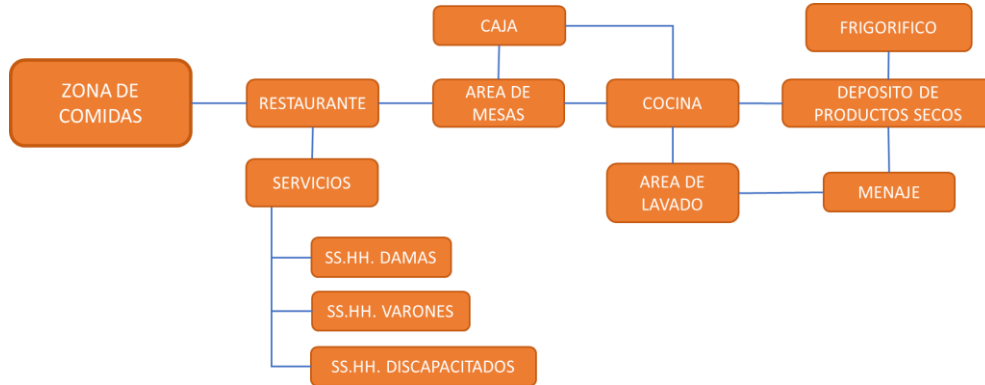 CAJA
FRIGORIFICO
ZONA DE
COMIDAS
RESTAURANTE
AREA DE
MESAS
COCINA
DEPOSITO DE
PRODUCTOS SECOS
SERVICIOS
AREA DE
LAVADO
MENAJE
SS.HH. DAMAS
SS.HH. VARONES
SS.HH. DISCAPACITADOS